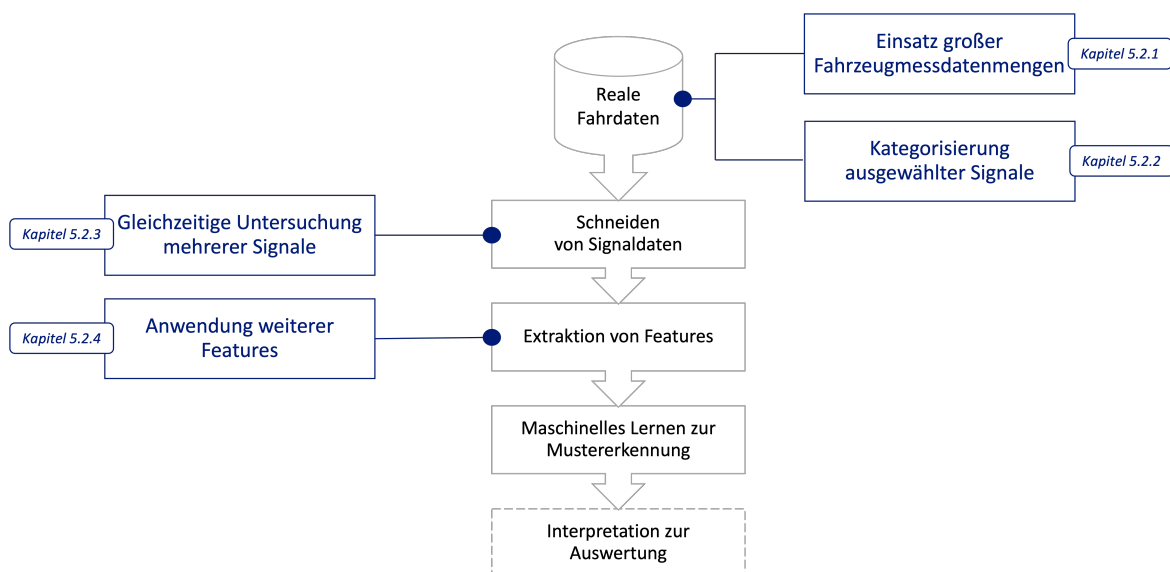 Einsatz großer
Fahrzeugmessdatenmengen
Kapitel 5.2.1
Reale
Fahrdaten
Kategorisierung
ausgewählter Signale
Kapitel 5.2.2
Gleichzeitige Untersuchung
mehrerer Signale
Kapitel 5.2.3
Schneiden
von Signaldaten
Anwendung weiterer
Features
Kapitel 5.2.4
Extraktion von Features
Maschinelles Lernen zur
Mustererkennung
Interpretation zur
Auswertung